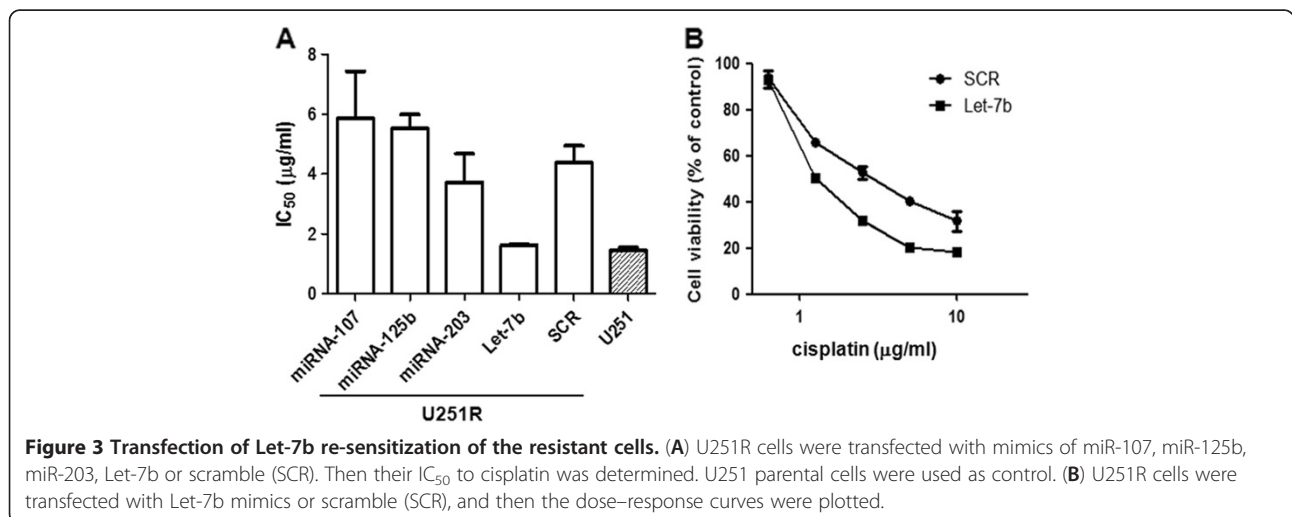 A
IC50 (µg/ml)
8
6
4
2
0
miRNA-107
miRNA-125b
miRNA-203
Let-7b
SCR
U251
U251R
B
Cell viability (% of control)
100
80
60
40
20
0
SCR
Let-7b
1
10
cisplatin (µg/ml)
Figure 3 Transfection of Let-7b re-sensitization of the resistant cells. (A) U251R cells were transfected with mimics of miR-107, miR-125b,
miR-203, Let-7b or scramble (SCR). Then their IC50 to cisplatin was determined. U251 parental cells were used as control. (B) U251R cells were
transfected with Let-7b mimics or scramble (SCR), and then the dose–response curves were plotted.